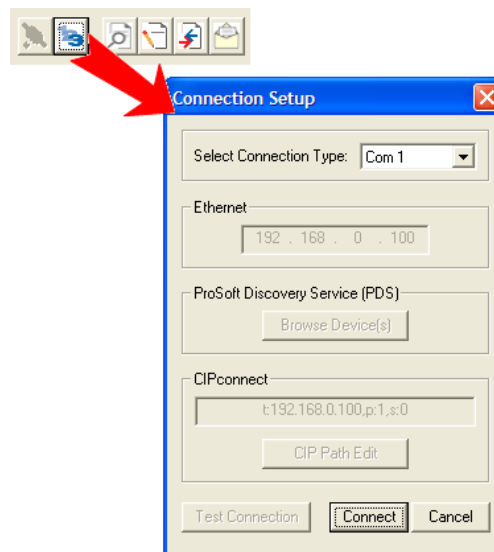 Connection Setup
Select Connection Type: Com 1
Ethernet
192 . 168 . 0 . 100
ProSoft Discovery Service (PDS)
Browse Device(s)
CIPconnect
t:192.168.0.100,p:1,s:0
CIP Path Edit
Test Connection Connect Cancel